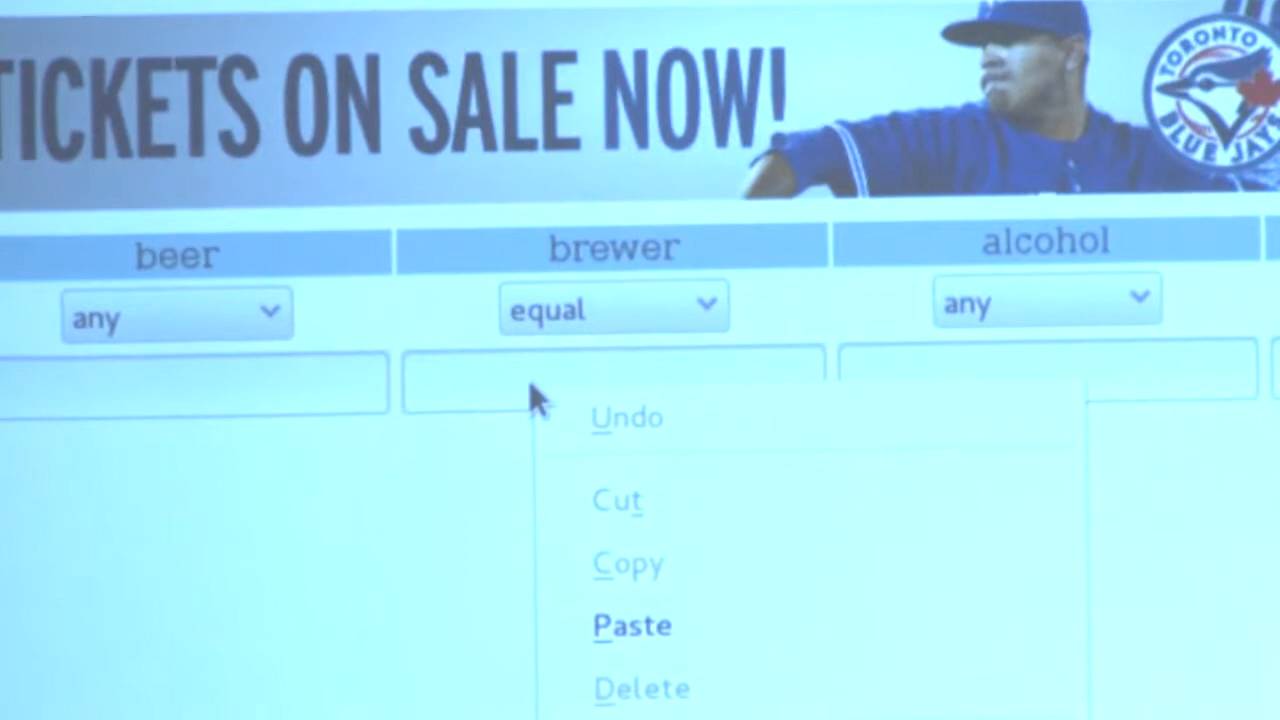 TICKETS ON SALE NOW!
TORONTO
BLUE JAYS
beer brewer alcohol
any equal any
Undo
Cut
Copy
Paste
Delete